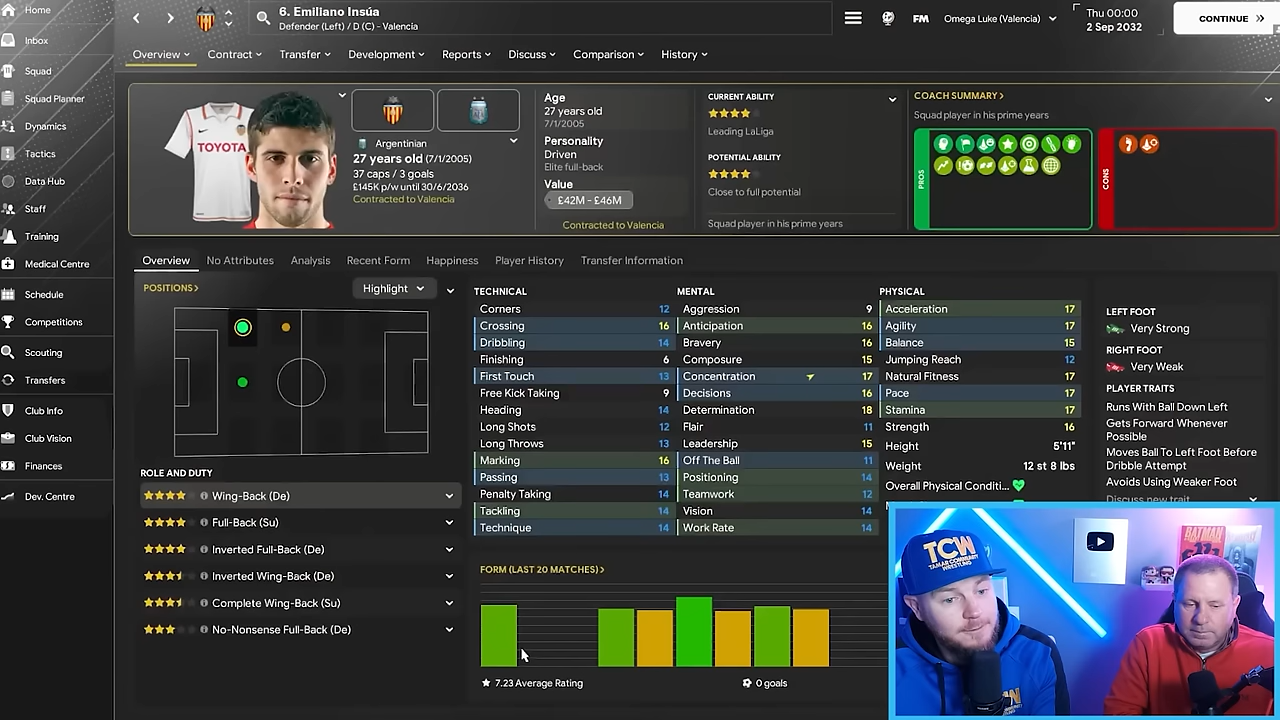 Home
Inbox
Squad
Squad Planner
Dynamics
Tactics
Data Hub
Staff
Training
Medical Centre
Schedule
Competitions
Scouting
Transfers
Club Info
Club Vision
Finances
Dev. Centre
6. Emiliano Insúa
Defender (Left) / D (C) - Valencia
FM
Omega Luke (Valencia)
Thu 00:00
2 Sep 2032
CONTINUE
Overview
Contract
Transfer
Development
Reports
Discuss
Comparison
History
TOYOTA
Argentinian
27 years old (7/1/2005)
37 caps / 3 goals
£145K p/w until 30/6/2036
Contracted to Valencia
Age
27 years old
7/1/2005
Personality
Driven
Elite full-back
Value
£42M - £46M
Contracted to Valencia
CURRENT ABILITY
Leading LaLiga
POTENTIAL ABILITY
Close to full potential
Squad player in his prime years
COACH SUMMARY
Squad player in his prime years
PROS
CONS
Overview
No Attributes
Analysis
Recent Form
Happiness
Player History
Transfer Information
POSITIONS
Highlight
ROLE AND DUTY
Wing-Back (De)
Full-Back (Su)
Inverted Full-Back (De)
Inverted Wing-Back (De)
Complete Wing-Back (Su)
No-Nonsense Full-Back (De)
TECHNICAL
Corners 12
Crossing 16
Dribbling 14
Finishing 6
First Touch 13
Free Kick Taking 9
Heading 14
Long Shots 12
Long Throws 13
Marking 16
Passing 13
Penalty Taking 14
Tackling 14
Technique 14
MENTAL
Aggression 9
Anticipation 16
Bravery 16
Composure 15
Concentration 17
Decisions 16
Determination 18
Flair 11
Leadership 15
Off The Ball 11
Positioning 14
Teamwork 12
Vision 14
Work Rate 14
PHYSICAL
Acceleration 17
Agility 17
Balance 15
Jumping Reach 12
Natural Fitness 17
Pace 17
Stamina 17
Strength 16
Height 5'11"
Weight 12 st 8 lbs
Overall Physical Conditi...
LEFT FOOT
Very Strong
RIGHT FOOT
Very Weak
PLAYER TRAITS
Runs With Ball Down Left
Gets Forward Whenever
Possible
Moves Ball To Left Foot Before
Dribble Attempt
Avoids Using Weaker Foot
Discuss new trait
FORM (LAST 20 MATCHES)
7.23 Average Rating
0 goals
TCW
TAMAR COMMUNITY
WRESTLING
BATMAN